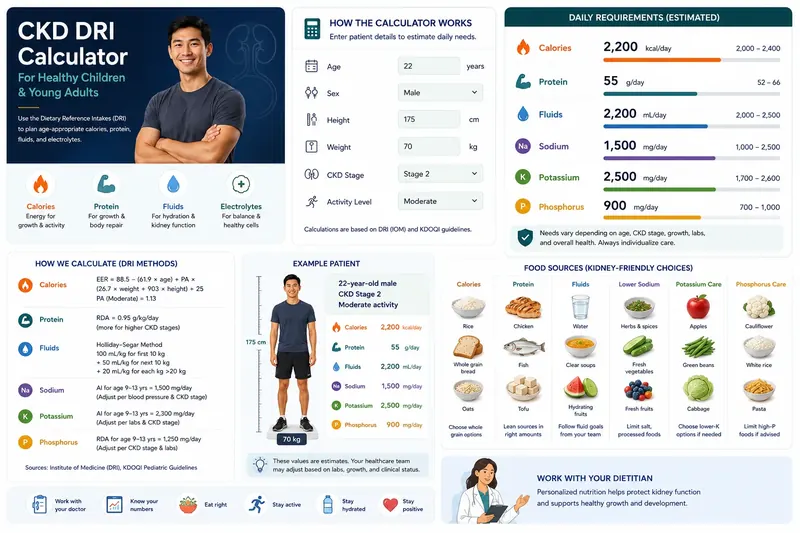 CKD DRI
Calculator
For Healthy Children
& Young Adults
Use the Dietary Reference Intakes (DRI)
to plan age-appropriate calories, protein,
fluids, and electrolytes.
Calories
Energy for
growth & activity
Protein
For growth &
body repair
Fluids
For hydration &
kidney function
Electrolytes
For balance &
healthy cells
HOW THE CALCULATOR WORKS
Enter patient details to estimate daily needs.
Age 22 years
Sex Male
Height 175 cm
Weight 70 kg
CKD Stage Stage 2
Activity Level Moderate
Calculations are based on DRI (IOM) and KDOQI guidelines.
DAILY REQUIREMENTS (ESTIMATED)
Calories 2,200 kcal/day 2,000 – 2,400
Protein 55 g/day 52 – 66
Fluids 2,200 mL/day 2,000 – 2,500
Na Sodium 1,500 mg/day 1,000 – 2,500
K Potassium 2,500 mg/day 1,700 – 2,600
P Phosphorus 900 mg/day 700 – 1,000
Needs vary depending on age, CKD stage, growth, labs,
and overall health. Always individualize care.
HOW WE CALCULATE (DRI METHODS)
Calories
EER = 88.5 − (61.9 × age) + PA ×
(26.7 × weight + 903 × height) + 25
PA (Moderate) = 1.13
Protein
RDA = 0.95 g/kg/day
(more for higher CKD stages)
Fluids
Holliday–Segar Method
100 mL/kg for first 10 kg
+ 50 mL/kg for next 10 kg
+ 20 mL/kg for each kg >20 kg
Na Sodium
AI for age 9–13 yrs = 1,500 mg/day
(Adjust per blood pressure & CKD stage)
K Potassium
AI for age 9–13 yrs = 2,300 mg/day
(Adjust per labs & CKD stage)
P Phosphorus
RDA for age 9–13 yrs = 1,250 mg/day
(Adjust per CKD stage & labs)
Sources: Institute of Medicine (DRI), KDOQI Pediatric Guidelines
EXAMPLE PATIENT
175 cm
70 kg
22-year-old male
CKD Stage 2
Moderate activity
Calories 2,200 kcal/day
Protein 55 g/day
Fluids 2,200 mL/day
Na Sodium 1,500 mg/day
K Potassium 2,500 mg/day
P Phosphorus 900 mg/day
These values are estimates. Your healthcare team
may adjust based on labs, growth, and clinical status.
FOOD SOURCES (KIDNEY-FRIENDLY CHOICES)
Calories
Rice
Whole grain
bread
Oats
Choose whole
grain options
Protein
Chicken
Fish
Tofu
Lean sources in
right amounts
Fluids
Water
Clear soups
Hydrating
fruits
Follow fluid goals
from your team
Lower Sodium
Herbs & spices
Fresh
vegetables
Fresh fruits
Limit salt,
processed foods
Potassium Care
Apples
Green beans
Cabbage
Choose lower-K
options if needed
Phosphorus Care
Cauliflower
White rice
Pasta
Limit high-P
foods if advised
Work with
your doctor
Know your
numbers
Eat right
Stay active
Stay
hydrated
Stay
positive
WORK WITH YOUR DIETITIAN
Personalized nutrition helps protect kidney function
and supports healthy growth and development.